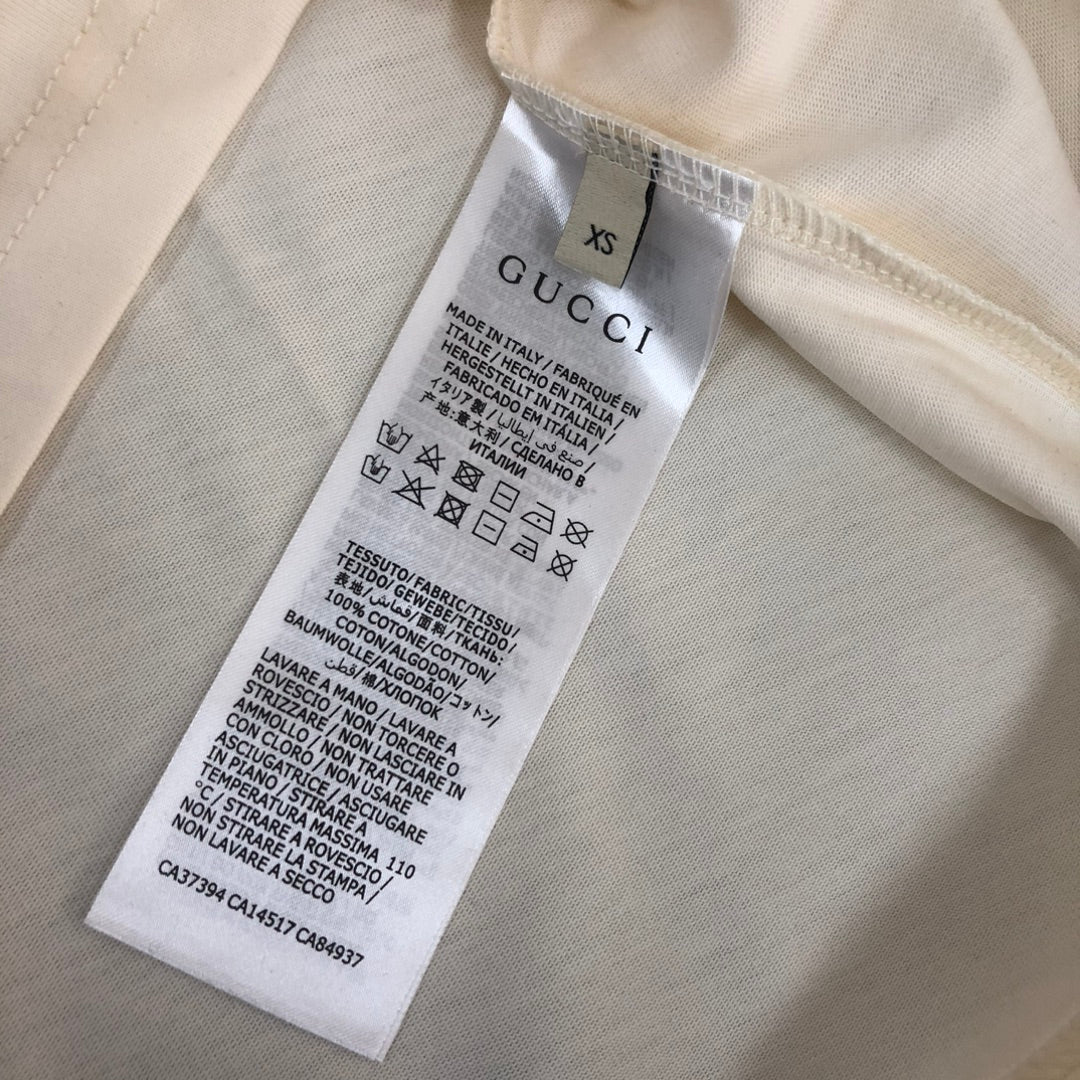 XS
GUCCI
MADE IN ITALY / FABRIQUÉ EN
ITALIE / HECHO EN ITALIA /
HERGESTELLT IN ITALIEN /
FABRICADO EM ITÁLIA /
イタリア製 / صنع في إيطاليا /
产地:意大利 / СДЕЛАНО В
ИТАЛИИ
TESSUTO/FABRIC/TISSU/
TEJIDO/GEWEBE/TECIDO/
表地/قماش/面料/ТКАНЬ:
100% COTONE/COTTON/
COTON/ALGODON/
BAUMWOLLE/ALGODÃO/コットン/
قطن/棉/ХЛОПОК
LAVARE A MANO / LAVARE A
ROVESCIO / NON TORCERE O
STRIZZARE / NON LASCIARE IN
AMMOLLO / NON TRATTARE
CON CLORO / NON USARE
ASCIUGATRICE / ASCIUGARE
IN PIANO / STIRARE A
TEMPERATURA MASSIMA 110
°C / STIRARE A ROVESCIO /
NON STIRARE LA STAMPA /
NON LAVARE A SECCO
CA37394 CA14517 CA84937